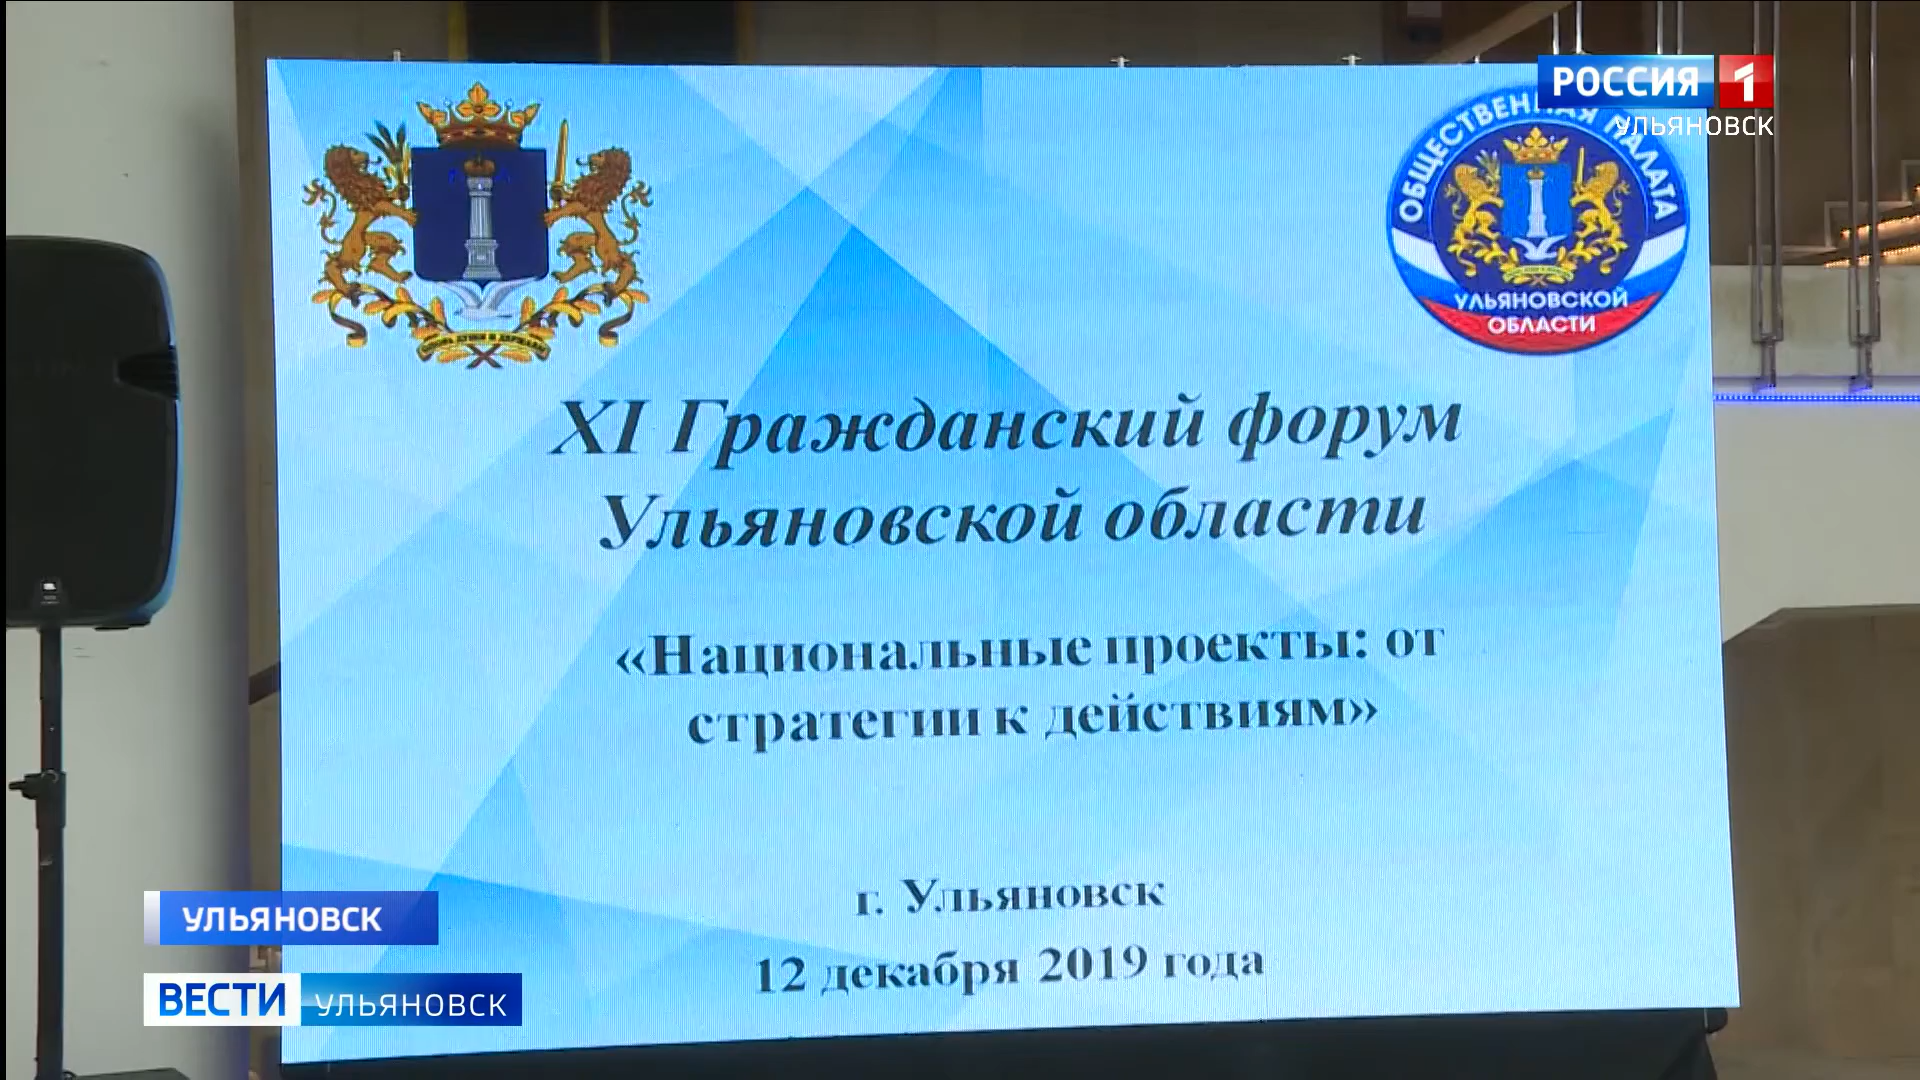 РОССИЯ 1
УЛЬЯНОВСК
ОБЩЕСТВЕННАЯ ПАЛАТА
УЛЬЯНОВСКОЙ
ОБЛАСТИ
XI Гражданский форум
Ульяновской области
«Национальные проекты: от
стратегии к действиям»
г. Ульяновск
12 декабря 2019 года
УЛЬЯНОВСК
ВЕСТИ УЛЬЯНОВСК